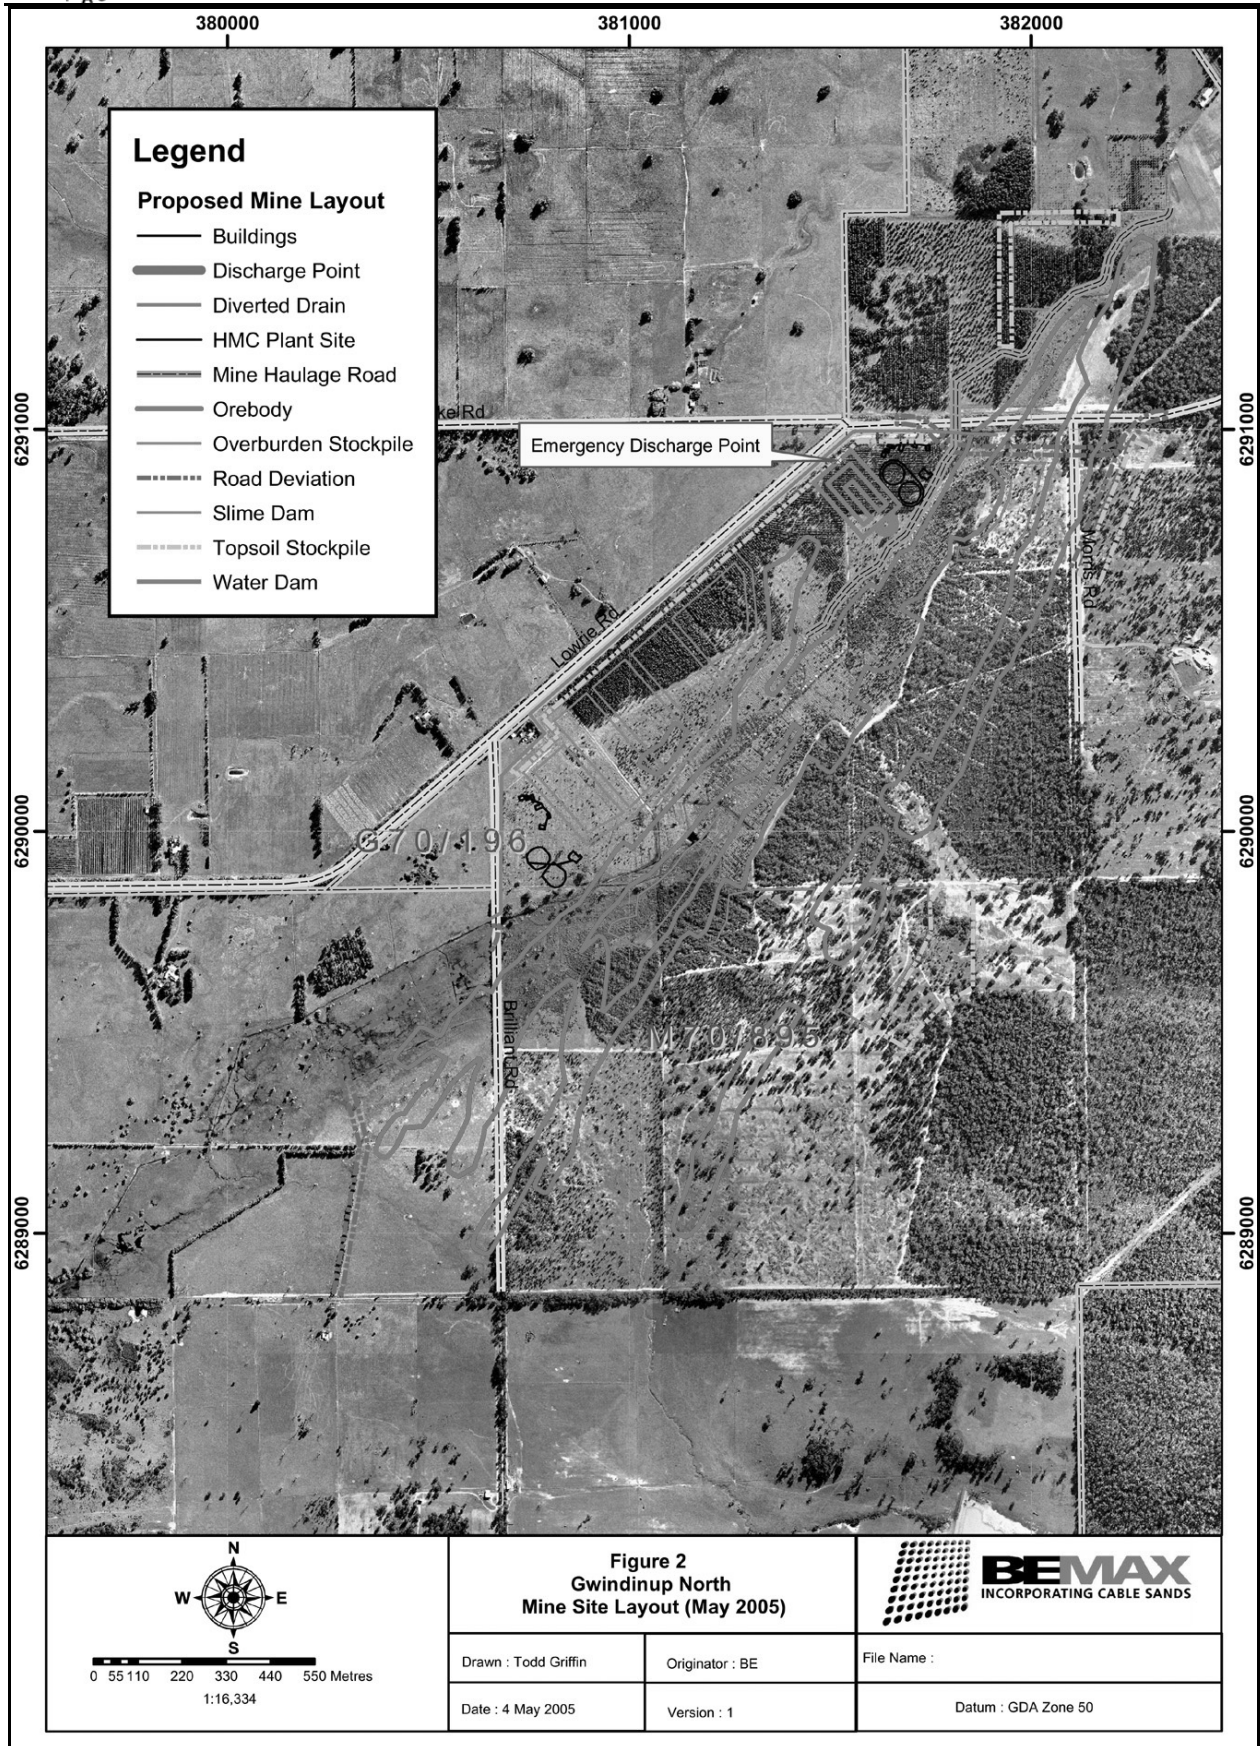 380000
381000
382000
Legend
Proposed Mine Layout
Buildings
Discharge Point
Diverted Drain
HMC Plant Site
Mine Haulage Road
Orebody
Overburden Stockpile
Road Deviation
Slime Dam
Topsoil Stockpile
Water Dam
ke Rd
6291000
6291000
Emergency Discharge Point
Morris Rd
Lowrie Rd
6290000
6290000
G70/196
Brilliant Rd
M70/895
6289000
6289000
N
W
E
S
0 55 110 220 330 440 550 Metres
1:16,334
Figure 2
Gwindinup North
Mine Site Layout (May 2005)
BEMAX
INCORPORATING CABLE SANDS
Drawn : Todd Griffin
Originator : BE
File Name :
Date : 4 May 2005
Version : 1
Datum : GDA Zone 50